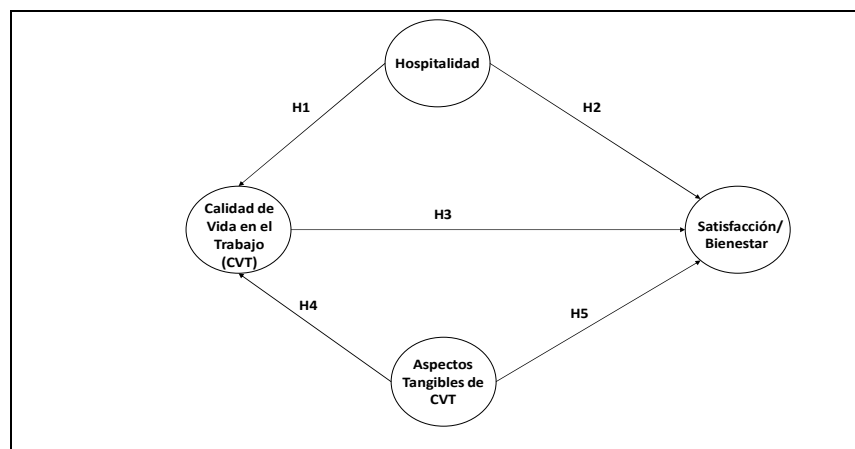 Hospitalidad
H1
H2
Calidad de
Vida en el
Trabajo
(CVT)
H3
Satisfacción/
Bienestar
H4
H5
Aspectos
Tangibles de
CVT